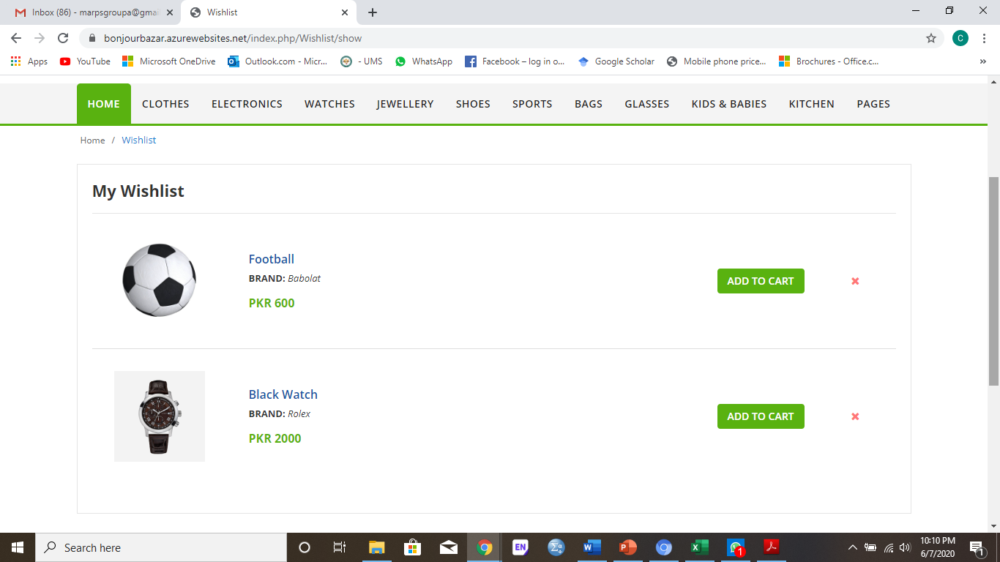 Inbox (86) - marpsgroupa@gmai
Wishlist
bonjourbazar.azurewebsites.net/index.php/Wishlist/show
C
Apps YouTube Microsoft OneDrive Outlook.com - Micr... - UMS WhatsApp Facebook – log in o... Google Scholar Mobile phone price... Brochures - Office.c... »
HOME CLOTHES ELECTRONICS WATCHES JEWELLERY SHOES SPORTS BAGS GLASSES KIDS & BABIES KITCHEN PAGES
Home / Wishlist
My Wishlist
Football
BRAND: Babolat
PKR 600
ADD TO CART
Black Watch
BRAND: Rolex
PKR 2000
ADD TO CART
Search here
EN
1
10:10 PM
6/7/2020
1